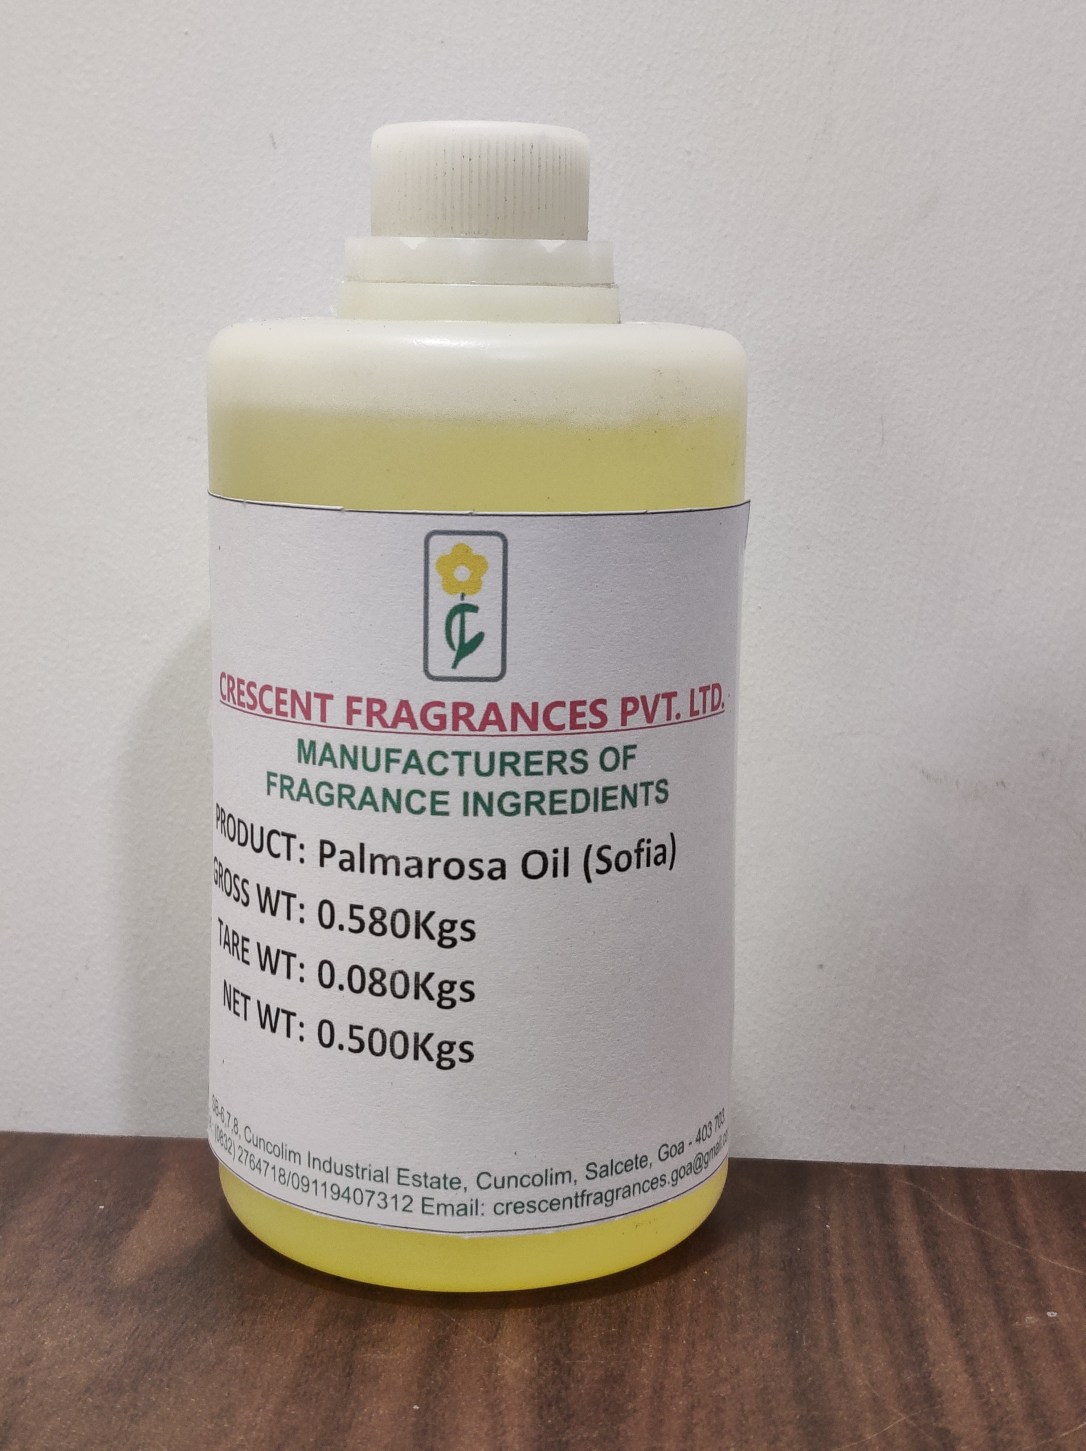 CRESCENT FRAGRANCES PVT. LTD.
MANUFACTURERS OF
FRAGRANCE INGREDIENTS
PRODUCT: Palmarosa Oil (Sofia)
GROSS WT: 0.580Kgs
TARE WT: 0.080Kgs
NET WT: 0.500Kgs
Cuncolim Industrial Estate, Cuncolim, Salcete, Goa - 403 703
(0832) 2764718/09119407312 Email: crescentfragrances.goa@gmail.co